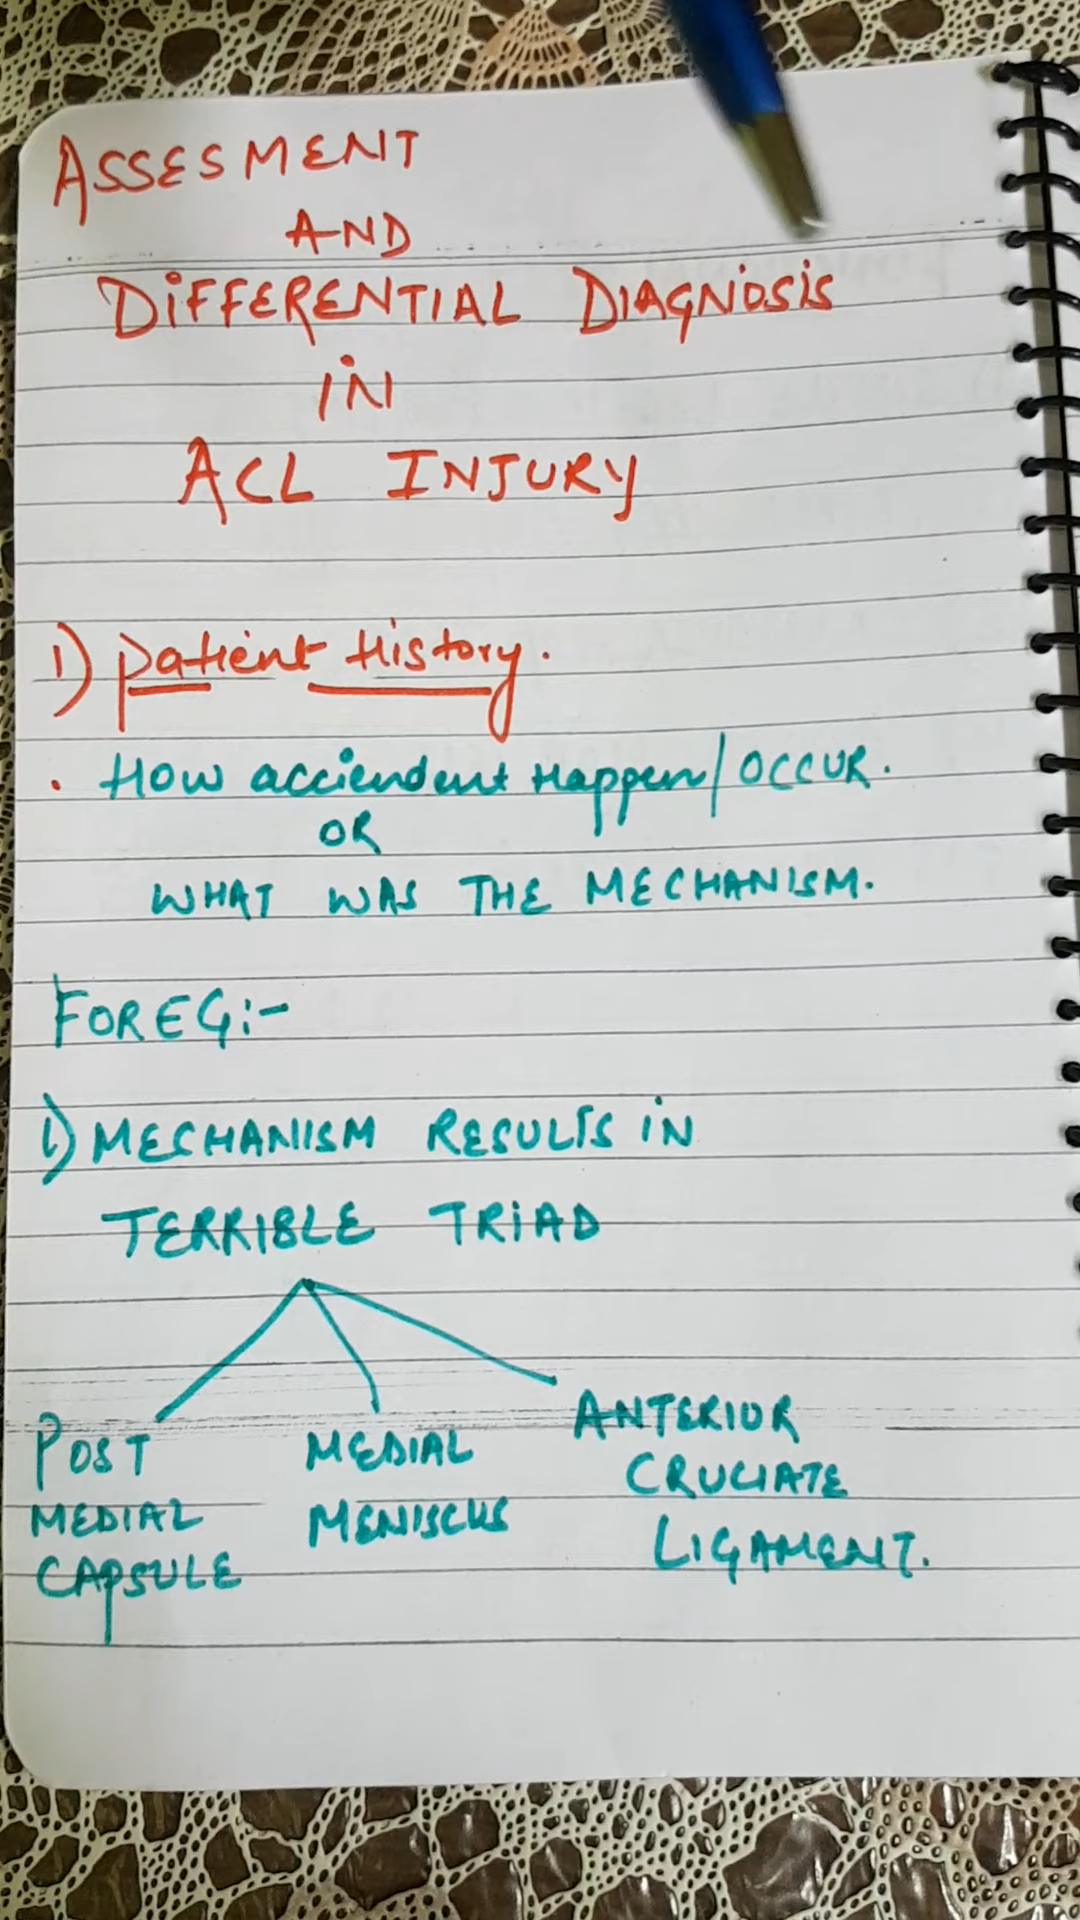 ASSESMENT
AND
DIFFERENTIAL DIAGNOSIS
IN
ACL INJURY
1) Patient History.
. How acciendent Happen/OCCUR.
OR
WHAT WAS THE MECHANISM.
FOREG:-
1) MECHANISM RESULTS IN
TERRIBLE TRIAD
POST MEDIAL CAPSULE
MEDIAL MENISCUS
ANTERIOR CRUCIATE LIGAMENT.